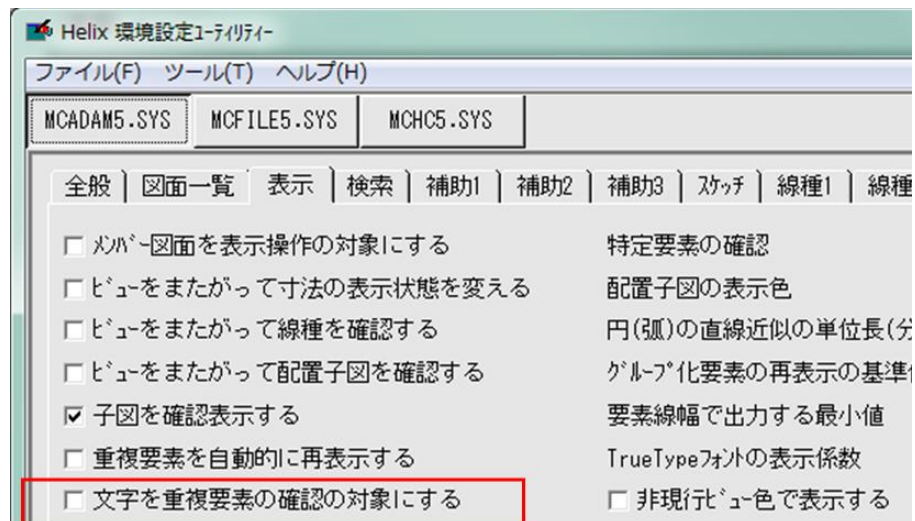 Helix 環境設定ﾕｰﾃｨﾘﾃｨｰ
ファイル(F) ツール(T) ヘルプ(H)
MCADAM5.SYS MCFILE5.SYS MCHC5.SYS
全般 図面一覧 表示 検索 補助1 補助2 補助3 ｽｹｯﾁ 線種1 線種
ﾒﾝﾊﾞｰ図面を表示操作の対象にする 特定要素の確認
ﾋﾞｭｰをまたがって寸法の表示状態を変える 配置子図の表示色
ﾋﾞｭｰをまたがって線種を確認する 円(弧)の直線近似の単位長(分
ﾋﾞｭｰをまたがって配置子図を確認する ｸﾞﾙｰﾌﾟ化要素の再表示の基準
子図を確認表示する 要素線幅で出力する最小値
重複要素を自動的に再表示する TrueTypeﾌｫﾝﾄの表示係数
文字を重複要素の確認の対象にする 非現行ﾋﾞｭｰ色で表示する